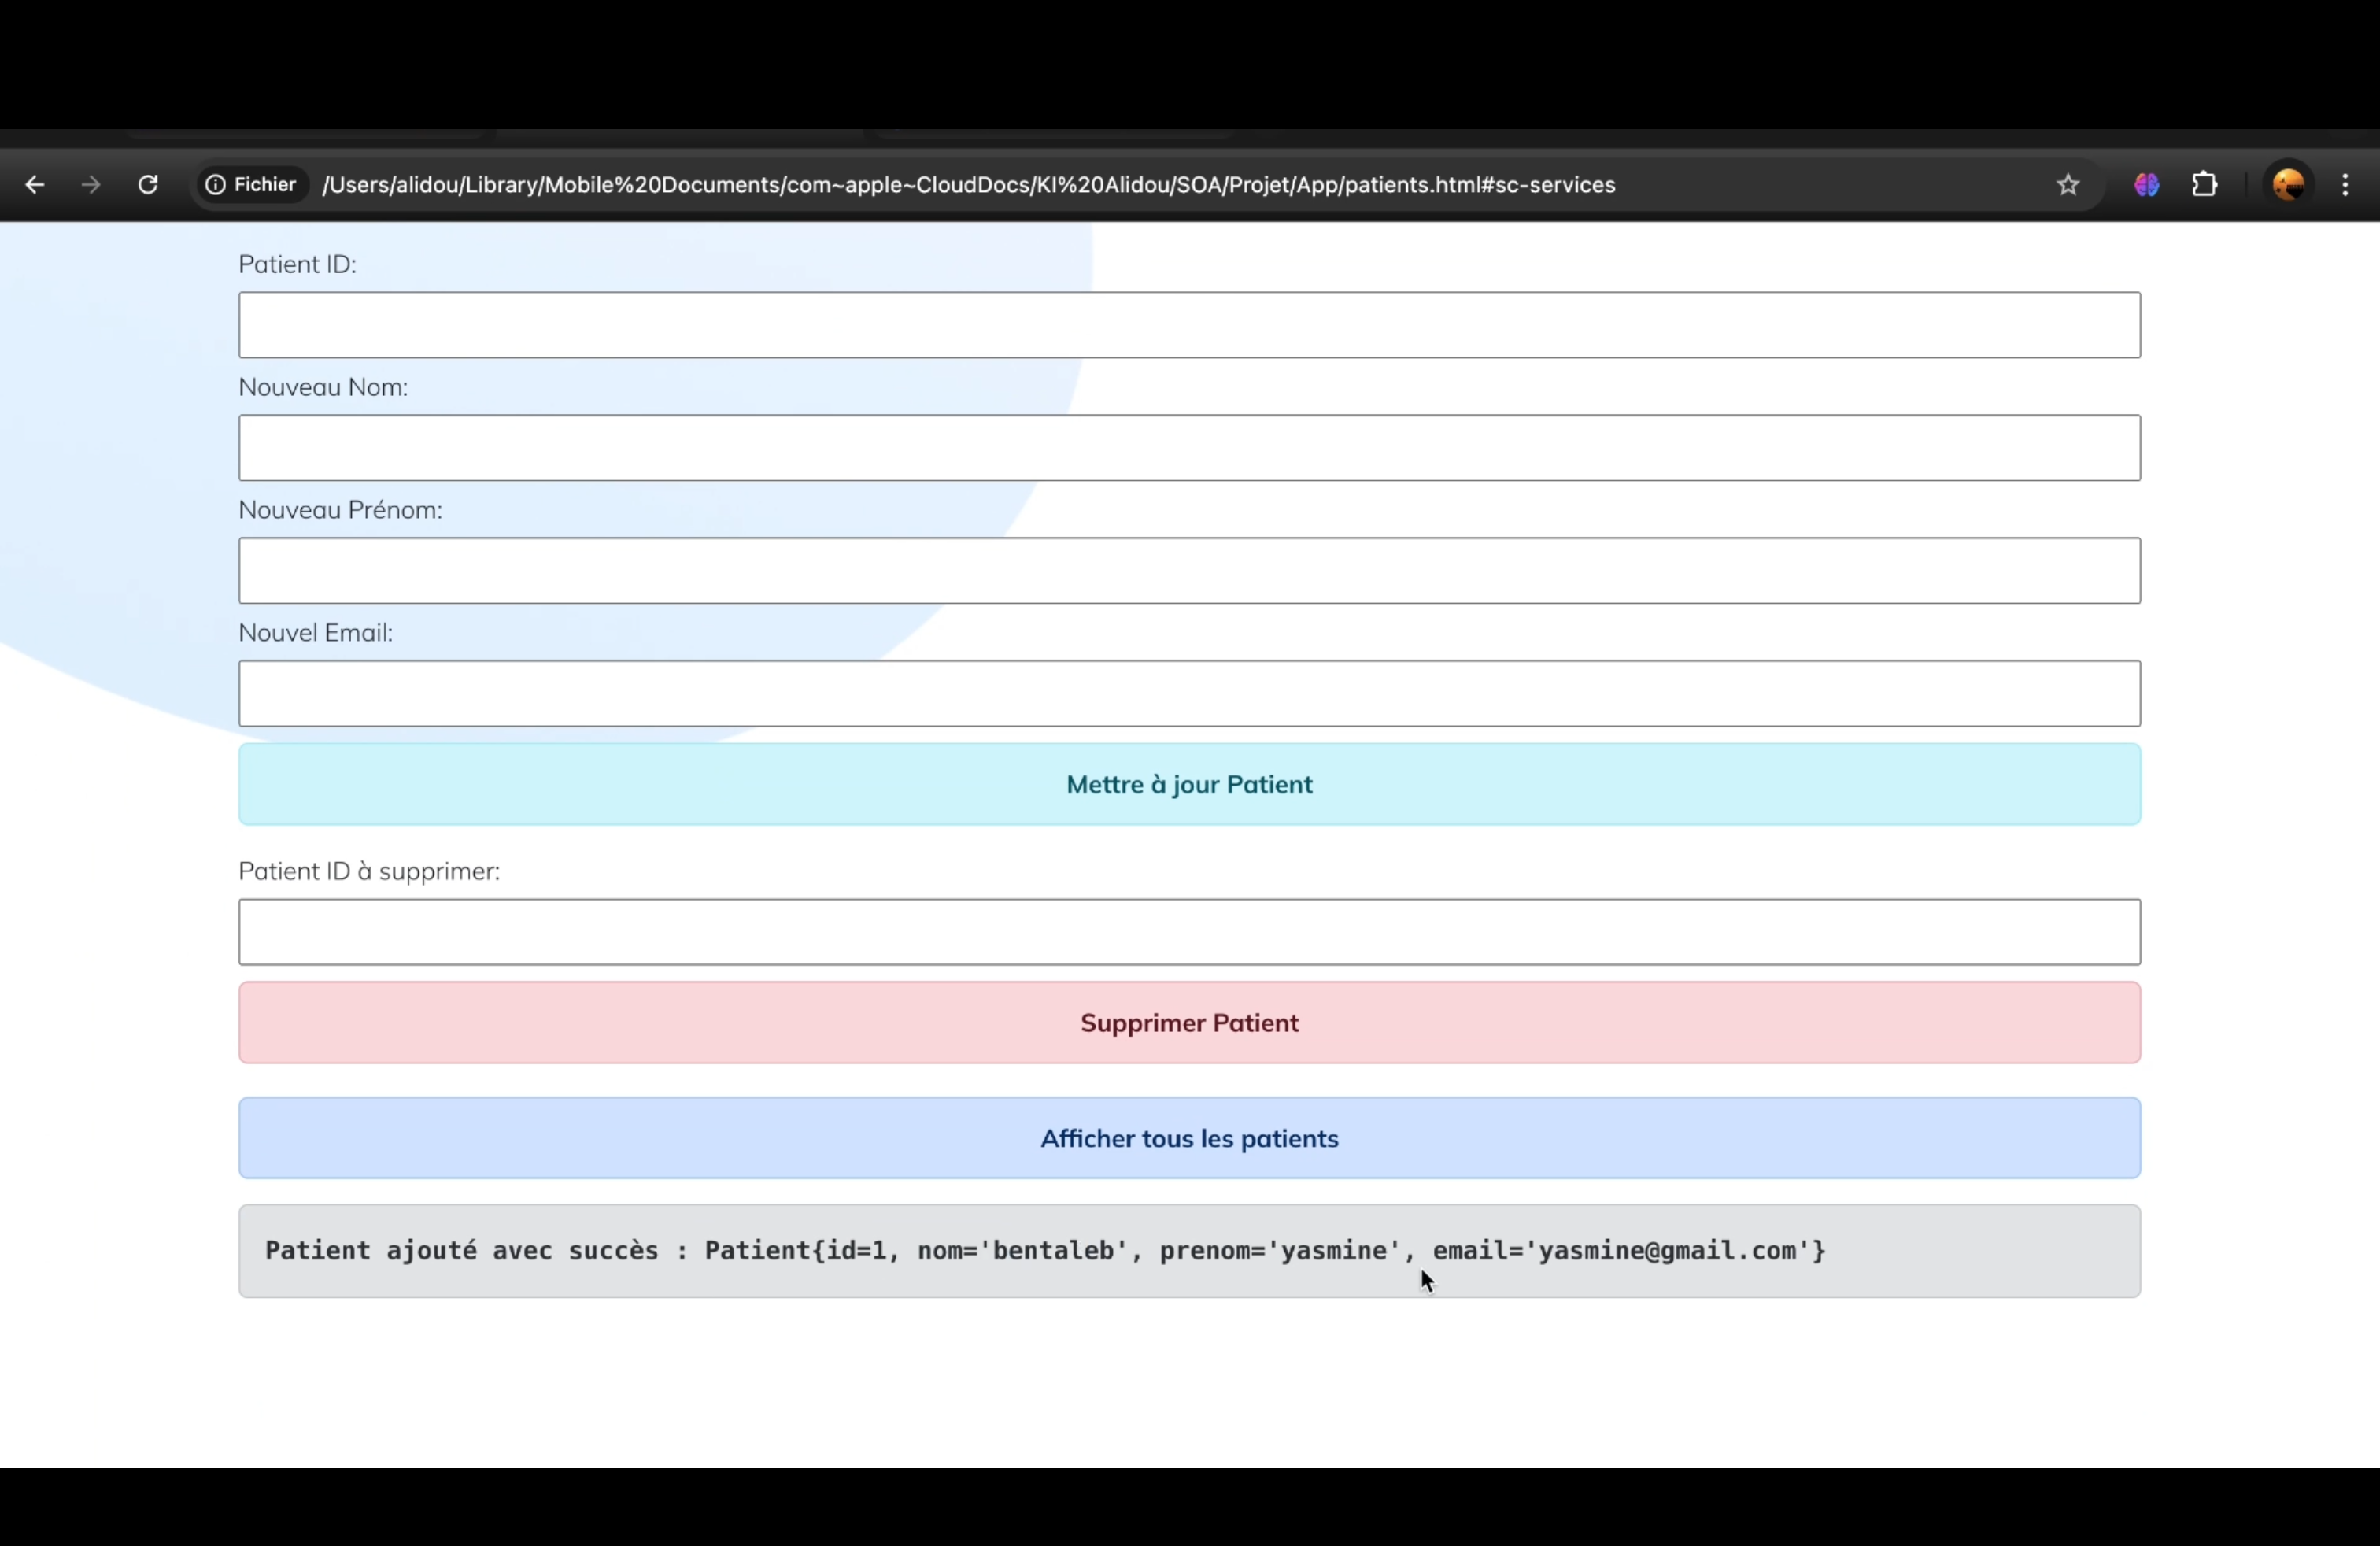 Fichier /Users/alidou/Library/Mobile%20Documents/com~apple~CloudDocs/KI%20Alidou/SOA/Projet/App/patients.html#sc-services
Patient ID:
Nouveau Nom:
Nouveau Prénom:
Nouvel Email:
Mettre à jour Patient
Patient ID à supprimer:
Supprimer Patient
Afficher tous les patients
Patient ajouté avec succès : Patient{id=1, nom='bentaleb', prenom='yasmine', email='yasmine@gmail.com'}